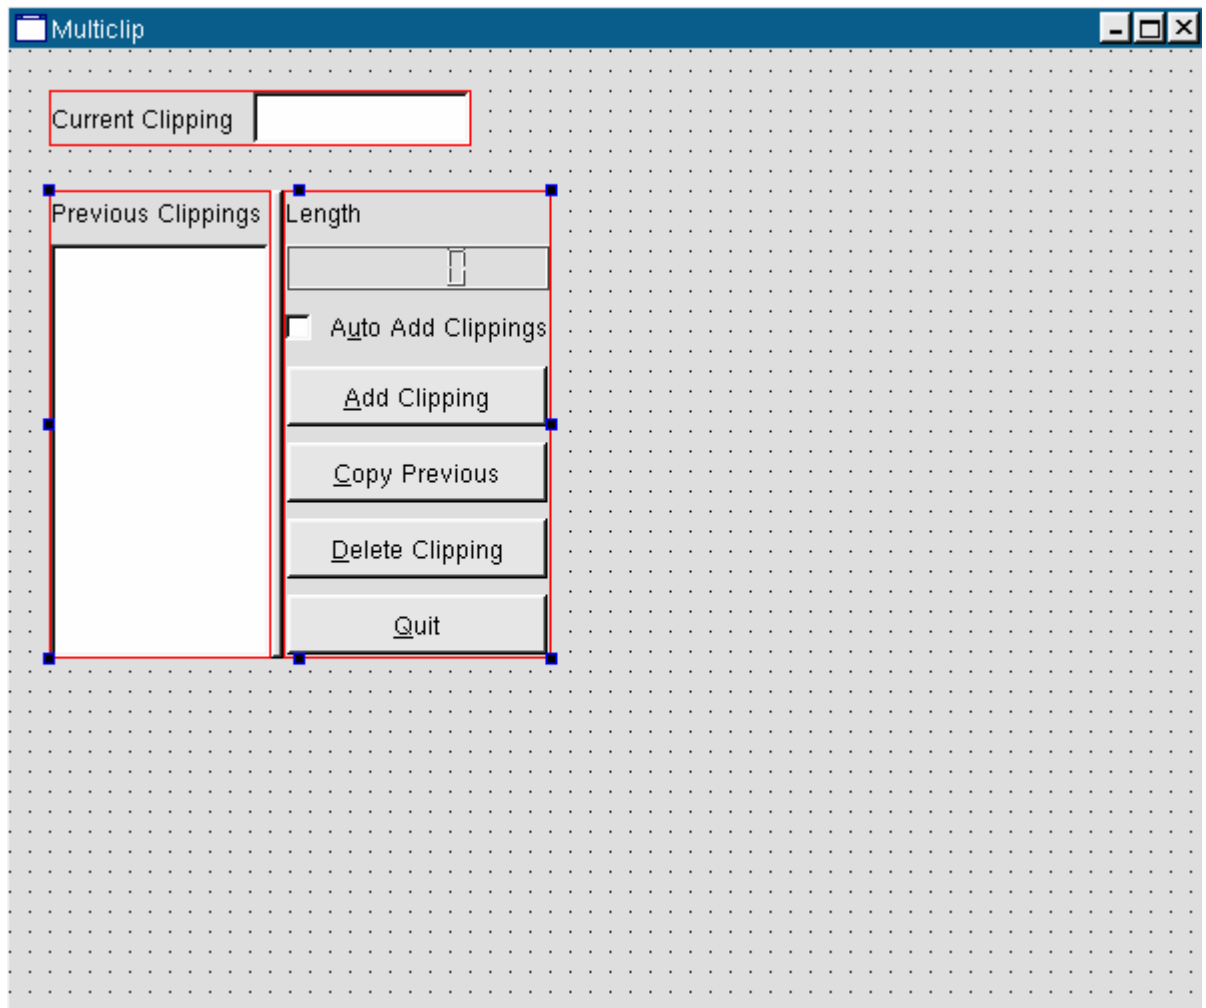 Multiclip
Current Clipping
Previous Clippings
Length
Auto Add Clippings
Add Clipping
Copy Previous
Delete Clipping
Quit